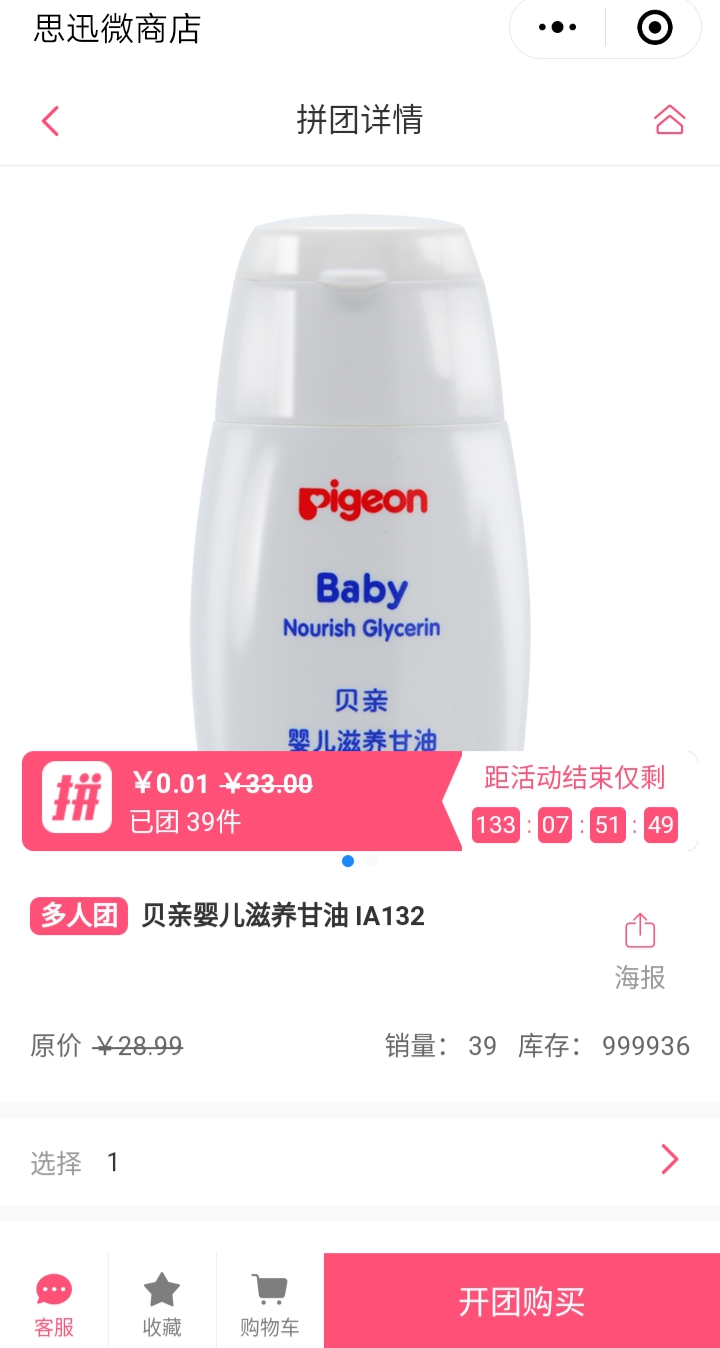 思迅微商店
拼团详情
pigeon
Baby
Nourish Glycerin
贝亲
婴儿滋养甘油
拼
￥0.01 ￥33.00
已团 39件
距活动结束仅剩
133 : 07 : 51 : 49
多人团 贝亲婴儿滋养甘油 IA132
海报
原价 ￥28.99 销量： 39 库存： 999936
选择 1
客服 收藏 购物车 开团购买